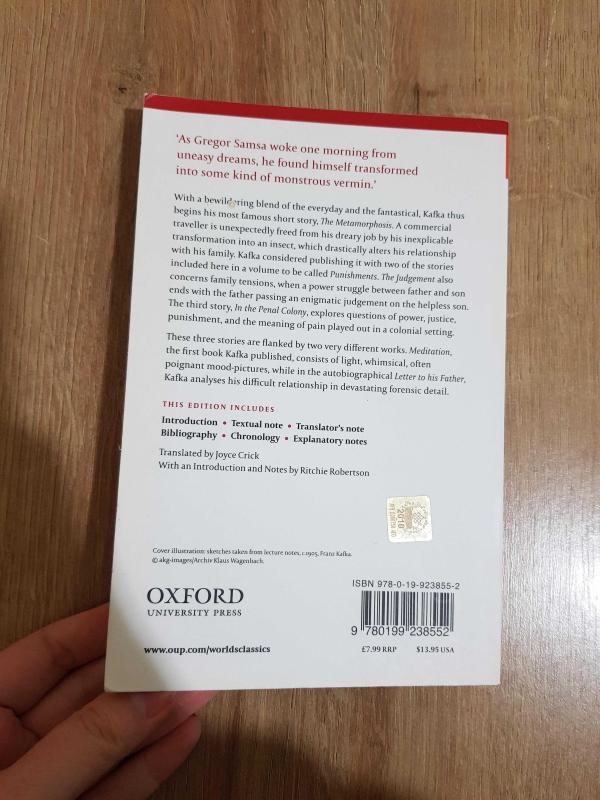 ‘As Gregor Samsa woke one morning from
uneasy dreams, he found himself transformed
into some kind of monstrous vermin.’
With a bewildering blend of the everyday and the fantastical, Kafka thus
begins his most famous short story, The Metamorphosis. A commercial
traveller is unexpectedly freed from his dreary job by his inexplicable
transformation into an insect, which drastically alters his relationship
with his family. Kafka considered publishing it with two of the stories
included here in a volume to be called Punishments. The Judgement also
concerns family tensions, when a power struggle between father and son
ends with the father passing an enigmatic judgement on the helpless son.
The third story, In the Penal Colony, explores questions of power, justice,
punishment, and the meaning of pain played out in a colonial setting.
These three stories are flanked by two very different works. Meditation,
the first book Kafka published, consists of light, whimsical, often
poignant mood-pictures, while in the autobiographical Letter to his Father,
Kafka analyses his difficult relationship in devastating forensic detail.
THIS EDITION INCLUDES
Introduction • Textual note • Translator's note
Bibliography • Chronology • Explanatory notes
Translated by Joyce Crick
With an Introduction and Notes by Ritchie Robertson
2018
Cover illustration: sketches taken from lecture notes, c.1905, Franz Kafka.
© akg-images/Archiv Klaus Wagenbach.
OXFORD
UNIVERSITY PRESS
www.oup.com/worldsclassics
ISBN 978-0-19-923855-2
9 780199 238552
£7.99 RRP $13.95 USA